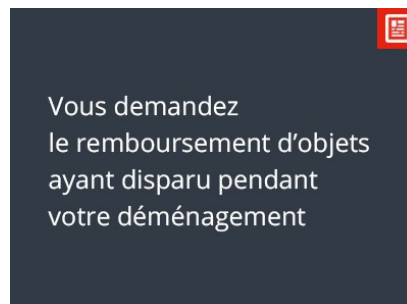 Vous demandez
le remboursement d’objets
ayant disparu pendant
votre déménagement